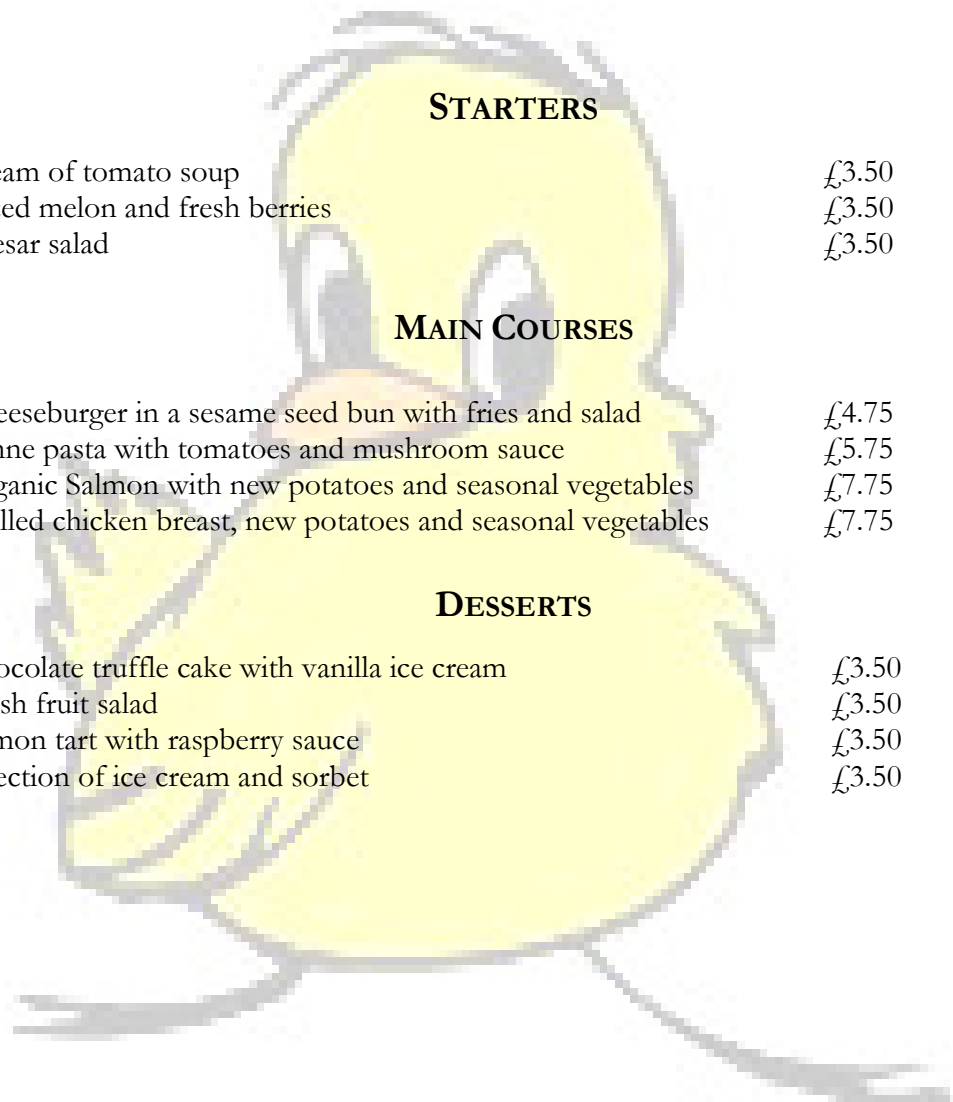 STARTERS
eam of tomato soup £3.50
ced melon and fresh berries £3.50
esar salad £3.50
MAIN COURSES
eeseburger in a sesame seed bun with fries and salad £4.75
nne pasta with tomatoes and mushroom sauce £5.75
ganic Salmon with new potatoes and seasonal vegetables £7.75
lled chicken breast, new potatoes and seasonal vegetables £7.75
DESSERTS
ocolate truffle cake with vanilla ice cream £3.50
sh fruit salad £3.50
mon tart with raspberry sauce £3.50
ection of ice cream and sorbet £3.50